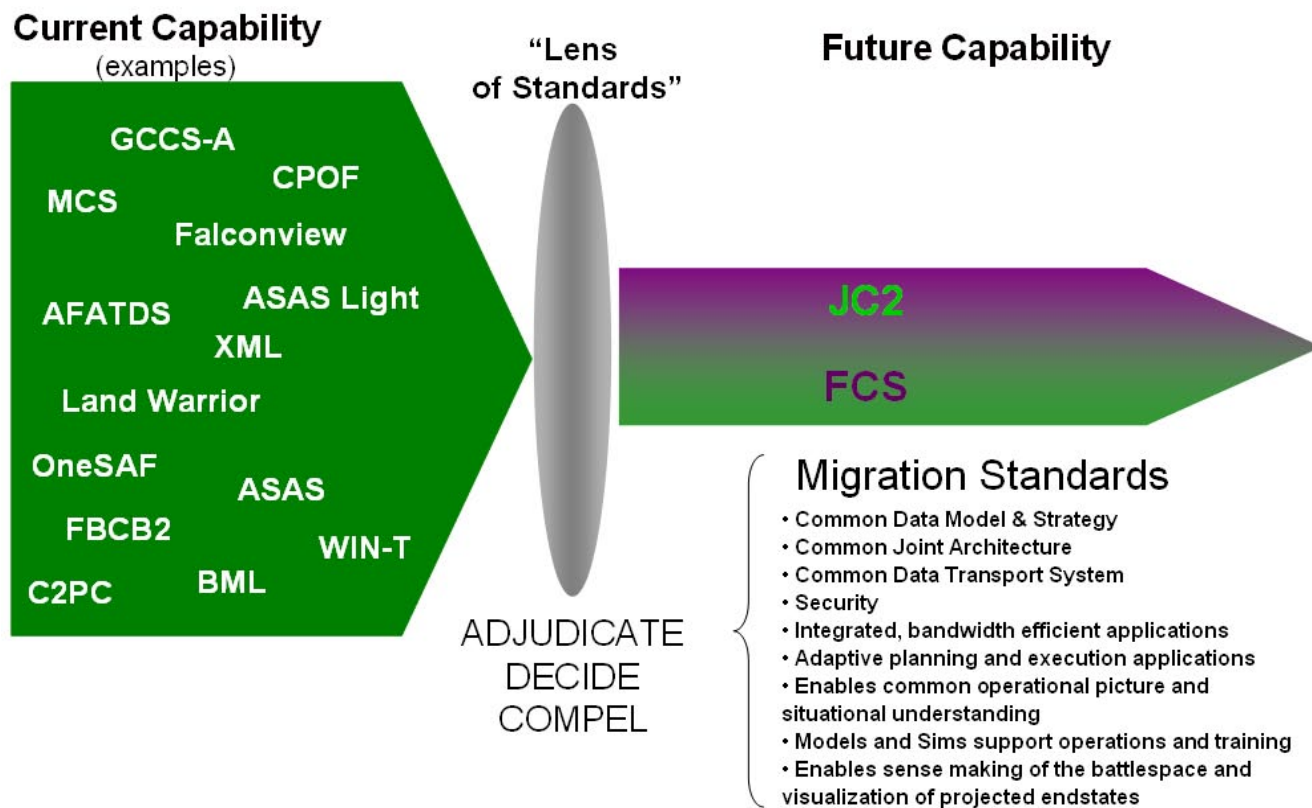 Current Capability
(examples)
GCCS-A
CPOF
MCS
Falconview
ASAS Light
AFATDS
XML
Land Warrior
OneSAF
ASAS
FBCB2
WIN-T
BML
C2PC
“Lens
of Standards”
ADJUDICATE
DECIDE
COMPEL
Future Capability
JC2
FCS
Migration Standards
• Common Data Model & Strategy
• Common Joint Architecture
• Common Data Transport System
• Security
• Integrated, bandwidth efficient applications
• Adaptive planning and execution applications
• Enables common operational picture and
situational understanding
• Models and Sims support operations and training
• Enables sense making of the battlespace and
visualization of projected endstates